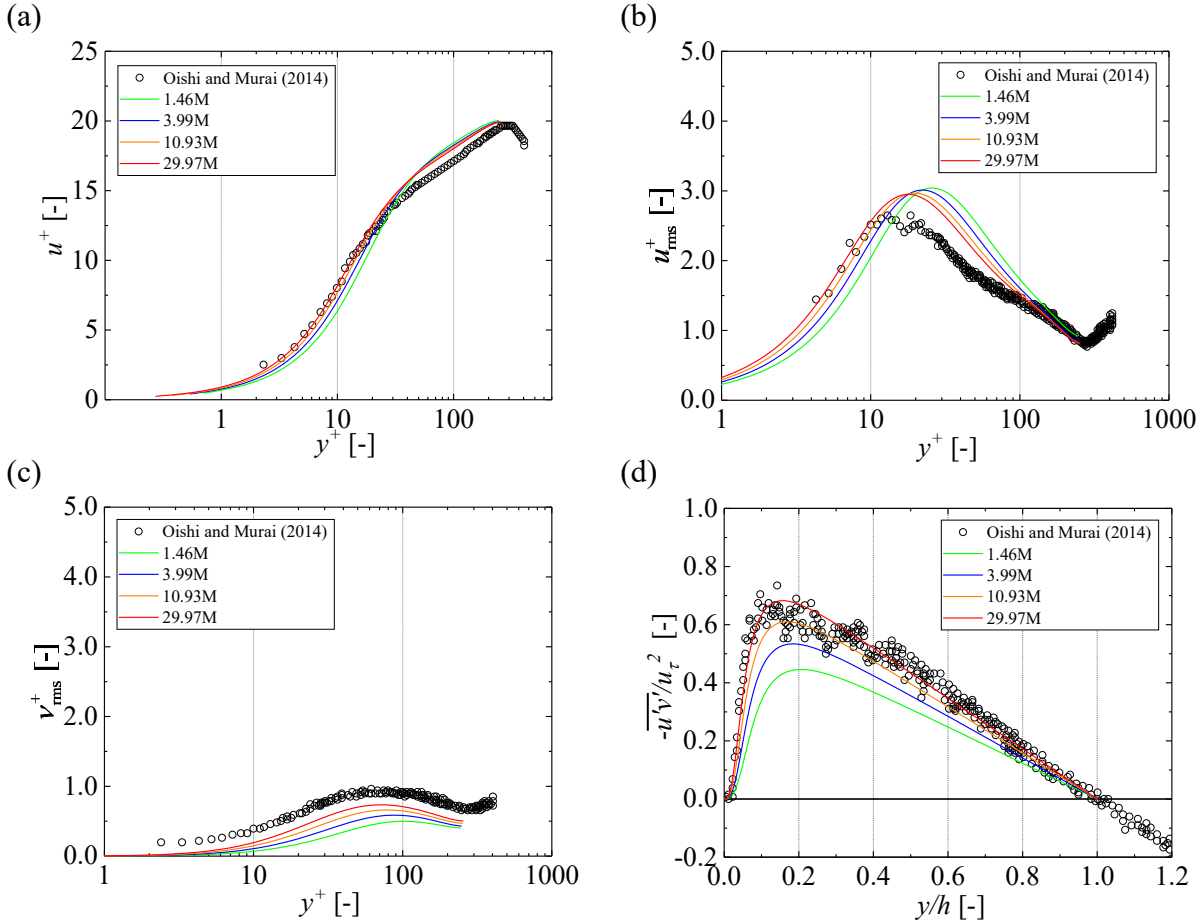 (a)
25
20
15
10
5
0
u⁺ [-]
Oishi and Murai (2014)
1.46M
3.99M
10.93M
29.97M
1
10
100
y⁺ [-]
(b)
5.0
4.0
3.0
2.0
1.0
0.0
u⁺rms [-]
Oishi and Murai (2014)
1.46M
3.99M
10.93M
29.97M
1
10
100
1000
y⁺ [-]
(c)
5.0
4.0
3.0
2.0
1.0
0.0
v⁺rms [-]
Oishi and Murai (2014)
1.46M
3.99M
10.93M
29.97M
1
10
100
1000
y⁺ [-]
(d)
1.0
0.8
0.6
0.4
0.2
0.0
-0.2
-u'v'/uτ² [-]
Oishi and Murai (2014)
1.46M
3.99M
10.93M
29.97M
0.0
0.2
0.4
0.6
0.8
1.0
1.2
y/h [-]